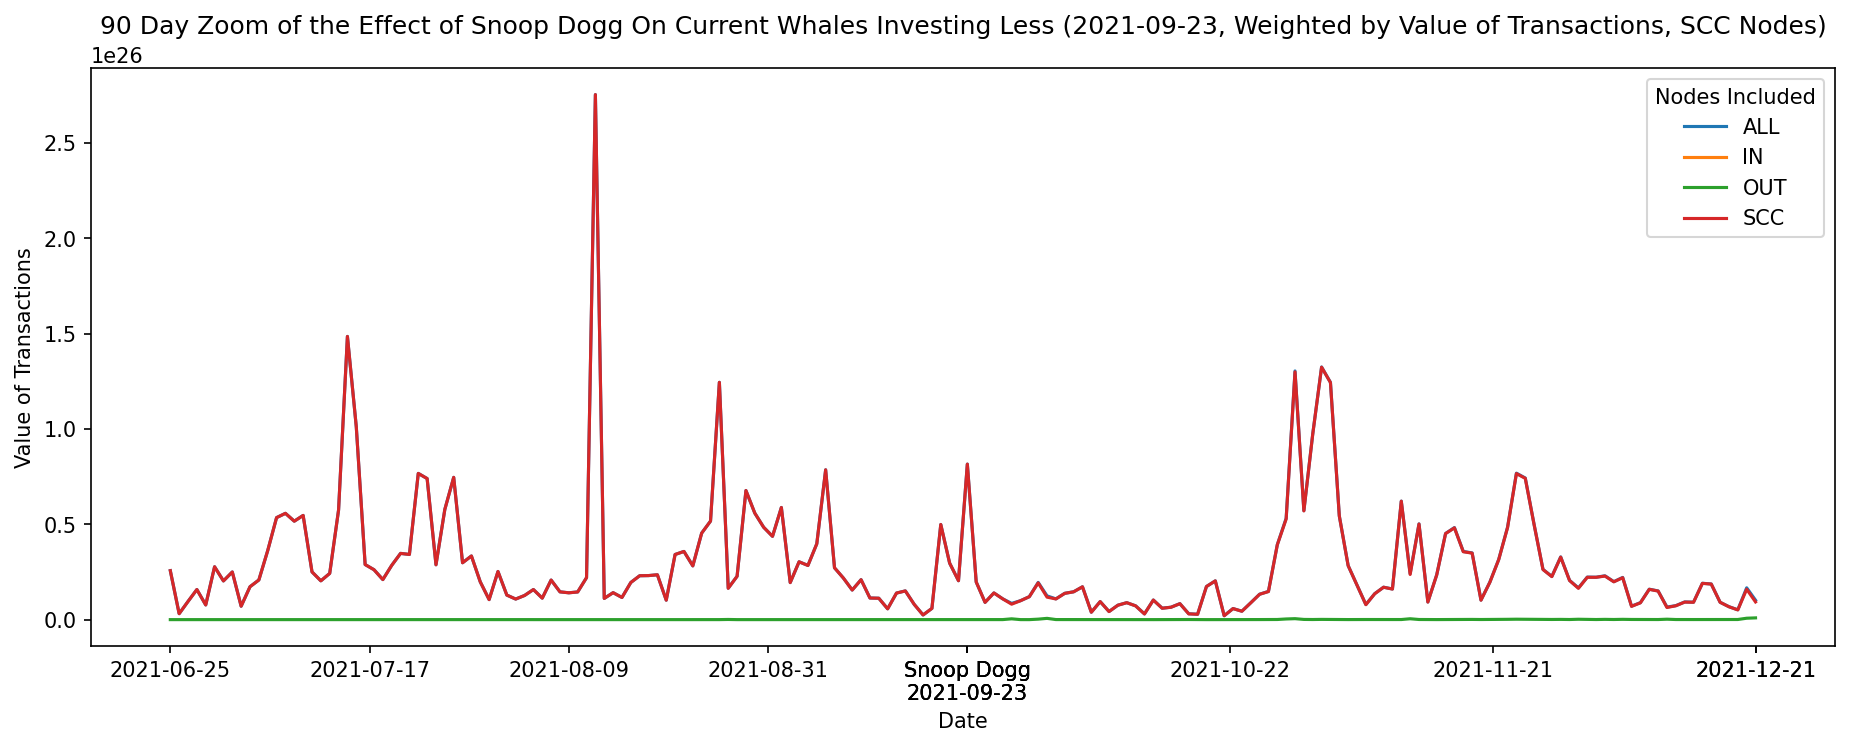 90 Day Zoom of the Effect of Snoop Dogg On Current Whales Investing Less (2021-09-23, Weighted by Value of Transactions, SCC Nodes)
1e26
Nodes Included
ALL
IN
OUT
SCC
2.5
2.0
1.5
1.0
0.5
0.0
Value of Transactions
2021-06-25 2021-07-17 2021-08-09 2021-08-31 Snoop Dogg 2021-10-22 2021-11-21 2021-12-21
2021-09-23
Date